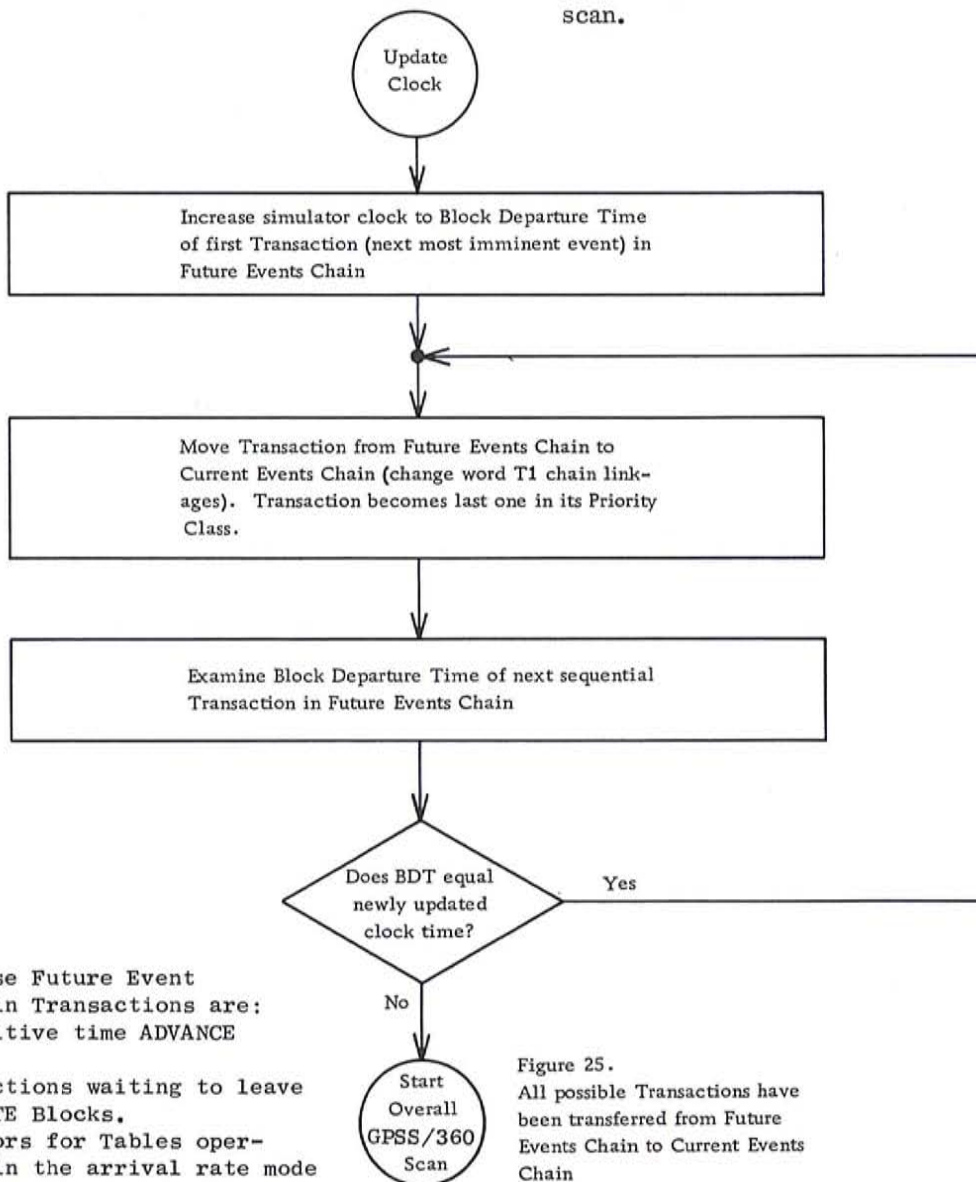 scan.
Update
Clock
Increase simulator clock to Block Departure Time
of first Transaction (next most imminent event) in
Future Events Chain
Move Transaction from Future Events Chain to
Current Events Chain (change word T1 chain link-
ages). Transaction becomes last one in its Priority
Class.
Examine Block Departure Time of next sequential
Transaction in Future Events Chain
Does BDT equal
newly updated
clock time?
Yes
No
se Future Event
in Transactions are:
itive time ADVANCE
ctions waiting to leave
TE Blocks.
ors for Tables oper-
in the arrival rate mode
Start
Overall
GPSS/360
Scan
Figure 25.
All possible Transactions have
been transferred from Future
Events Chain to Current Events
Chain